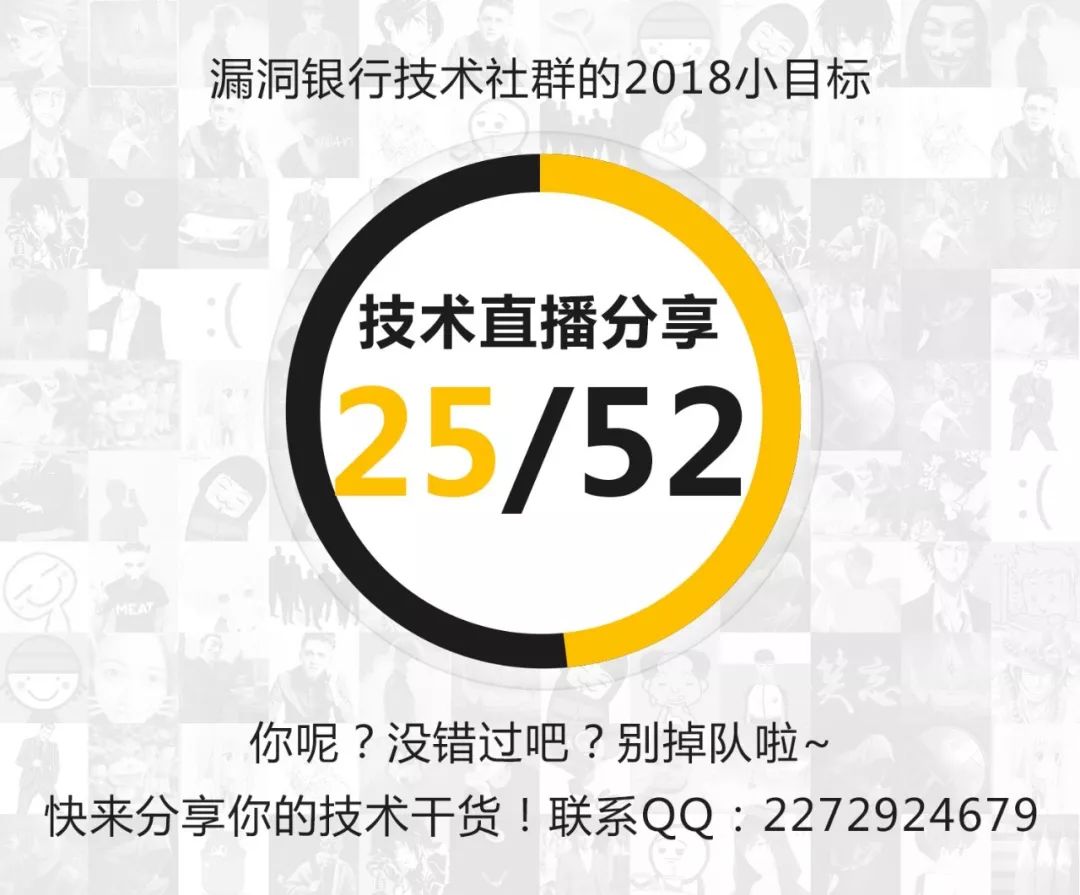 漏洞银行技术社群的2018小目标
技术直播分享
25/52
MEAT
你呢？没错过吧？别掉队啦~
快来分享你的技术干货！联系QQ：2272924679